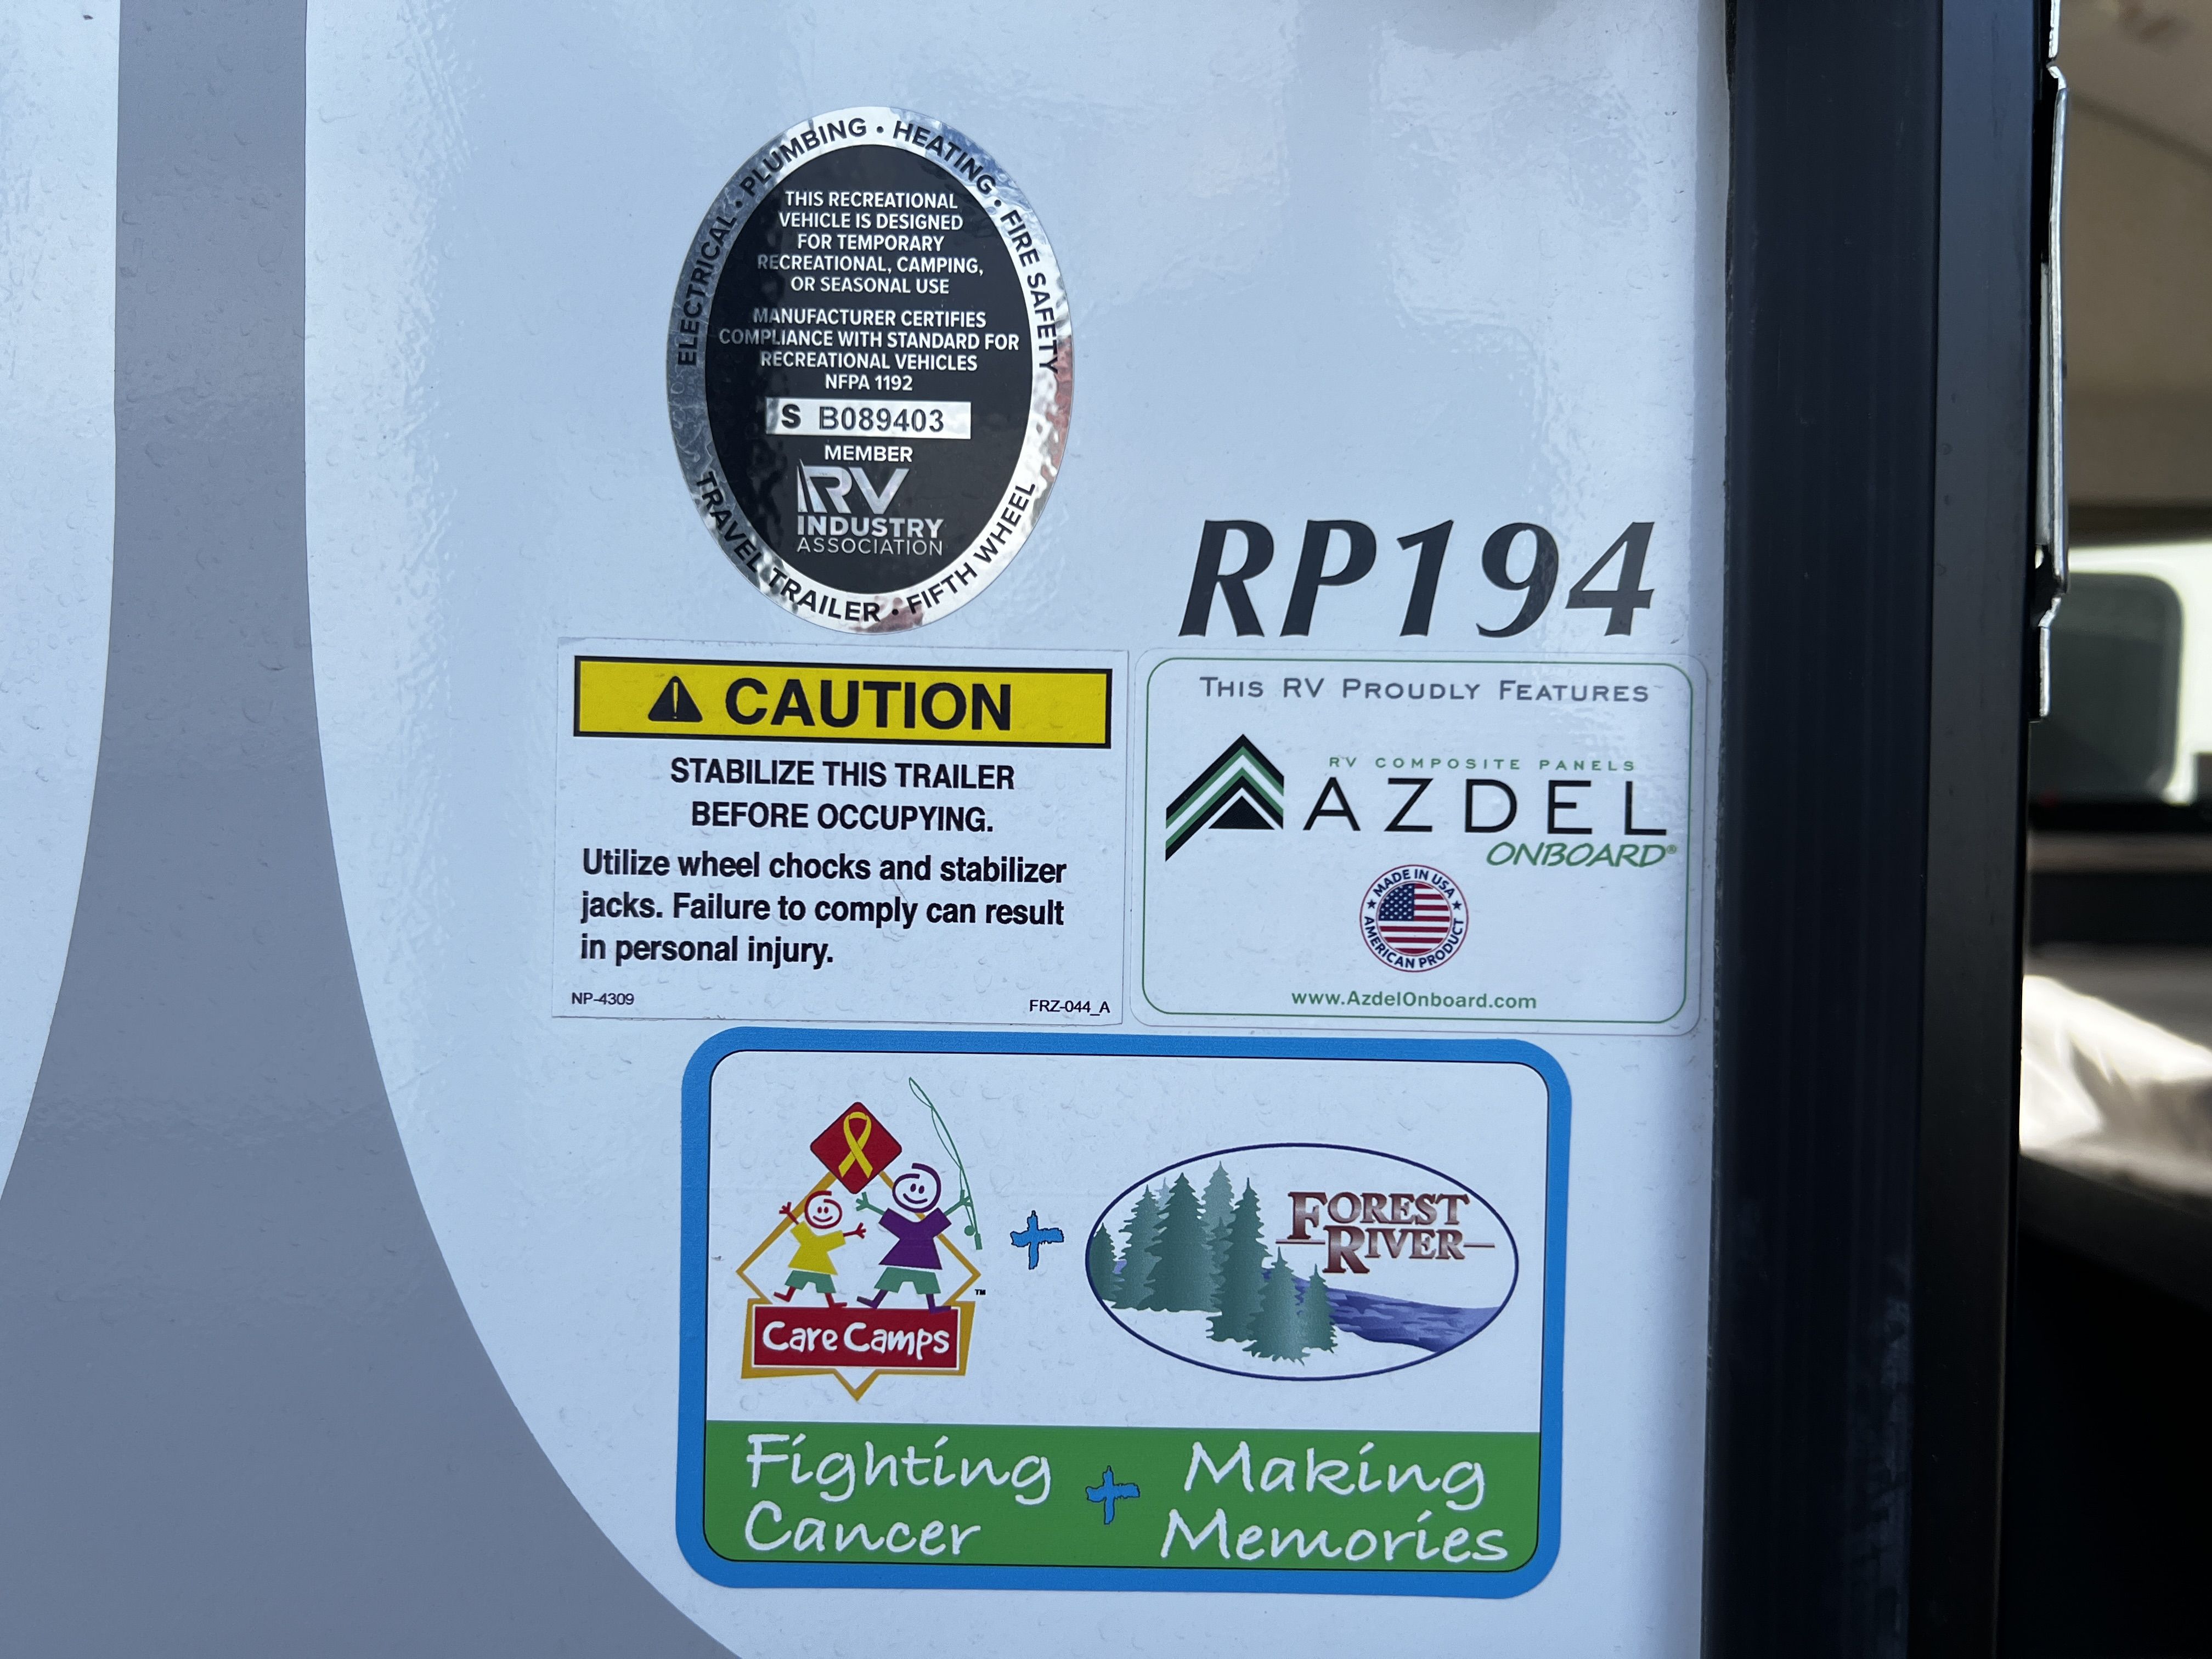 ELECTRICAL • PLUMBING • HEATING • FIRE SAFETY
THIS RECREATIONAL
VEHICLE IS DESIGNED
FOR TEMPORARY
RECREATIONAL, CAMPING,
OR SEASONAL USE
MANUFACTURER CERTIFIES
COMPLIANCE WITH STANDARD FOR
RECREATIONAL VEHICLES
NFPA 1192
S B089403
MEMBER
RV
INDUSTRY
ASSOCIATION
TRAVEL TRAILER • FIFTH WHEEL
RP194
CAUTION
STABILIZE THIS TRAILER
BEFORE OCCUPYING.
Utilize wheel chocks and stabilizer
jacks. Failure to comply can result
in personal injury.
NP-4309 FRZ-044_A
THIS RV PROUDLY FEATURES
RV COMPOSITE PANELS
AZDEL
ONBOARD®
MADE IN USA
AMERICAN PRODUCT
www.AzdelOnboard.com
Care Camps
™
+
FOREST
RIVER
Fighting
Cancer
+
Making
Memories